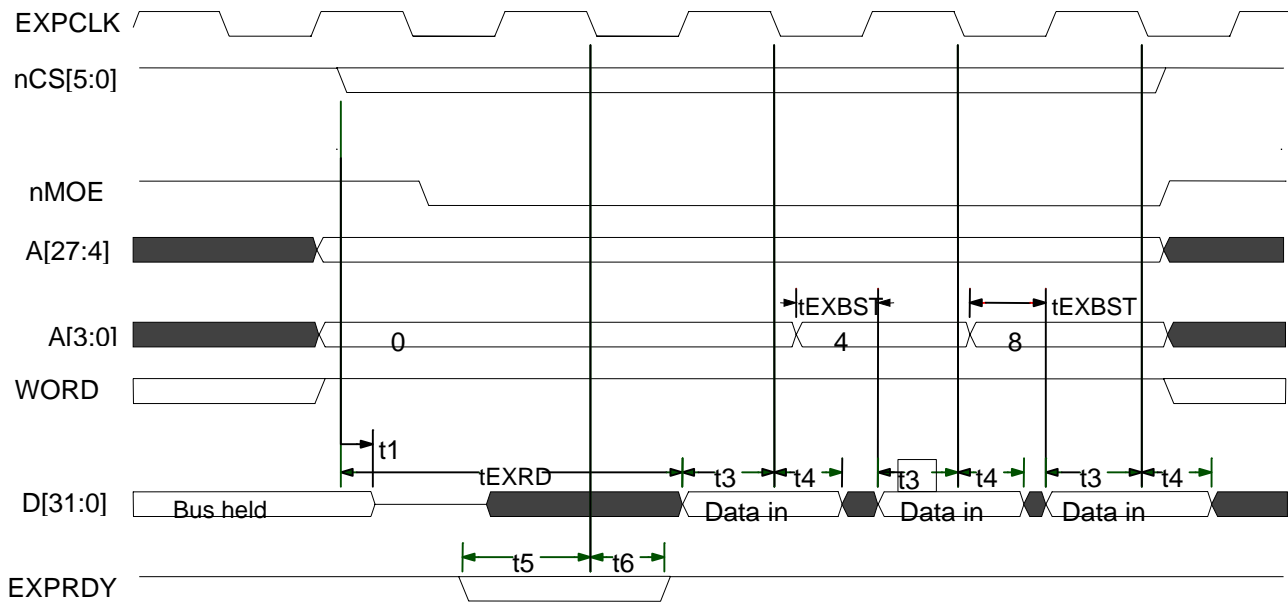 EXPCLK
nCS[5:0]
nMOE
A[27:4]
tEXBST tEXBST
A[3:0] 0 4 8
WORD
t1
tEXRD t3 t4 t3 t4 t3 t4
D[31:0] Bus held Data in Data in Data in
t5 t6
EXPRDY